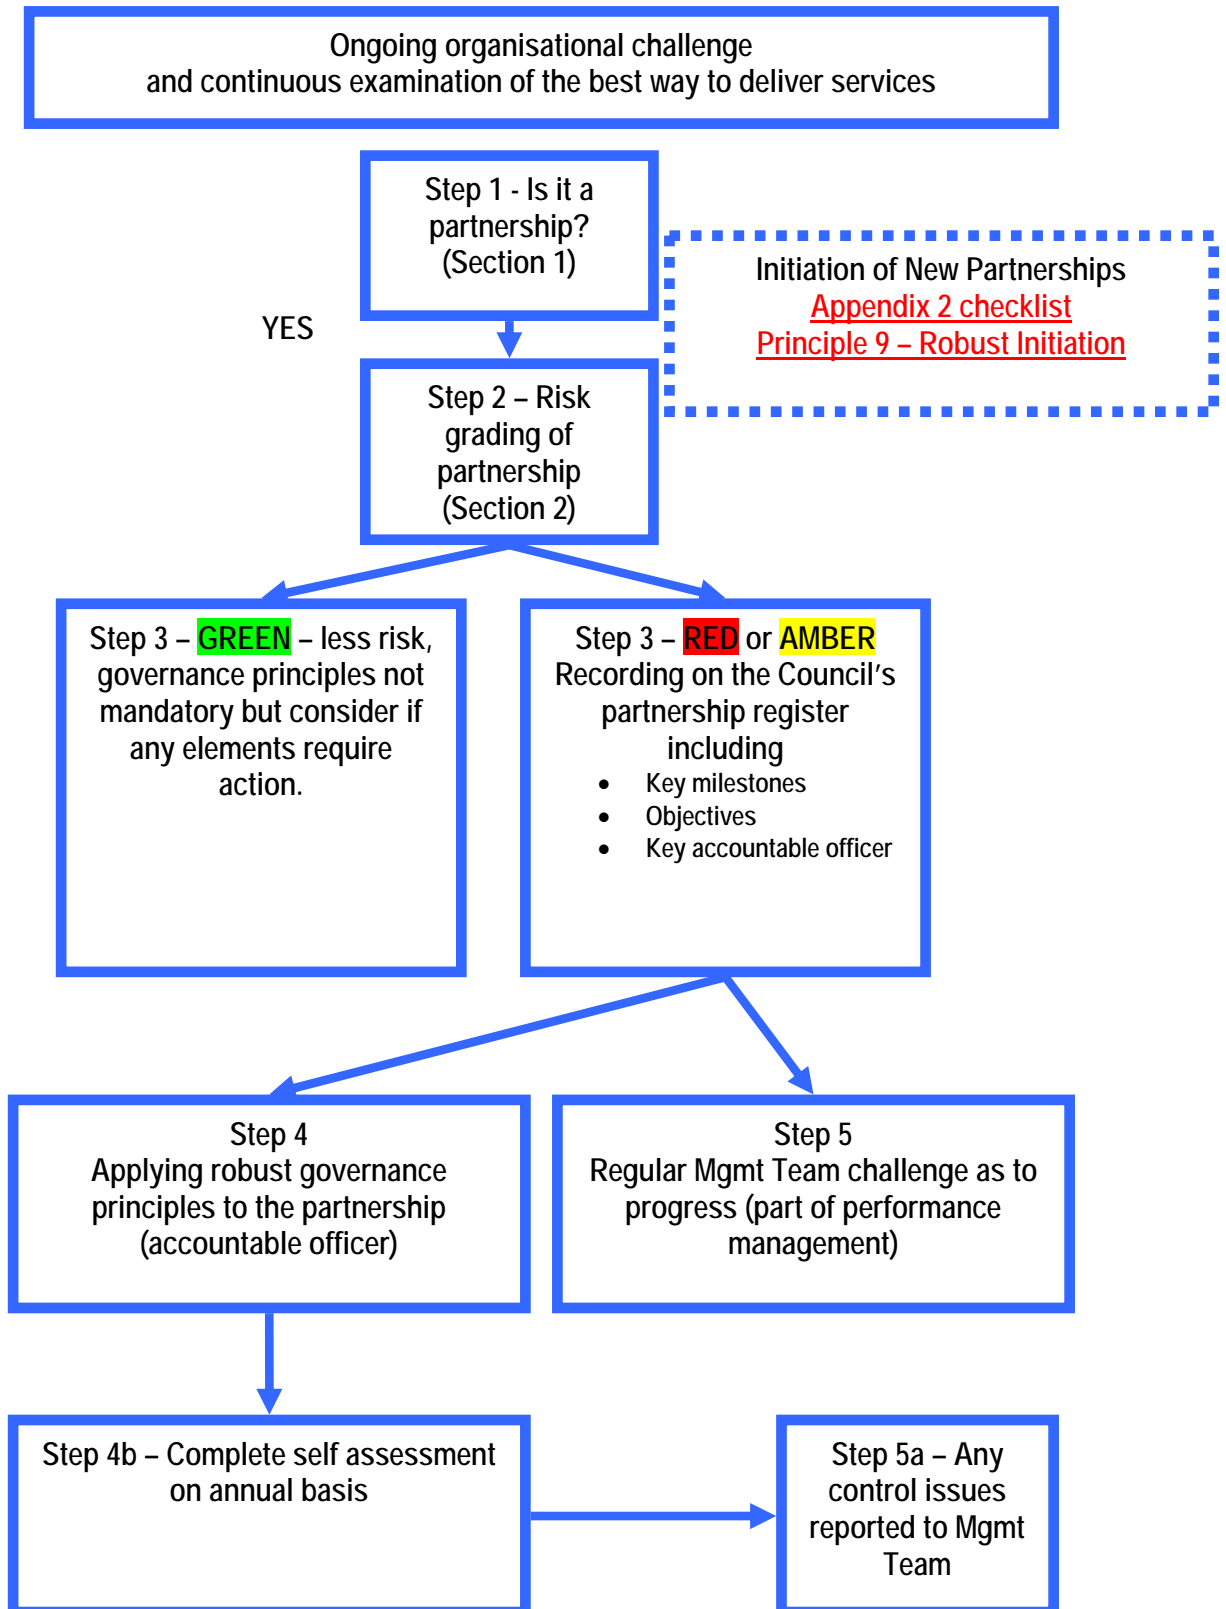 Ongoing organisational challenge
and continuous examination of the best way to deliver services
Step 1 - Is it a
partnership?
(Section 1)
Initiation of New Partnerships
Appendix 2 checklist
Principle 9 – Robust Initiation
YES
Step 2 – Risk
grading of
partnership
(Section 2)
Step 3 – GREEN – less risk,
governance principles not
mandatory but consider if
any elements require
action.
Step 3 – RED or AMBER
Recording on the Council's
partnership register
including
• Key milestones
• Objectives
• Key accountable officer
Step 4
Applying robust governance
principles to the partnership
(accountable officer)
Step 5
Regular Mgmt Team challenge as to
progress (part of performance
management)
Step 4b – Complete self assessment
on annual basis
Step 5a – Any
control issues
reported to Mgmt
Team